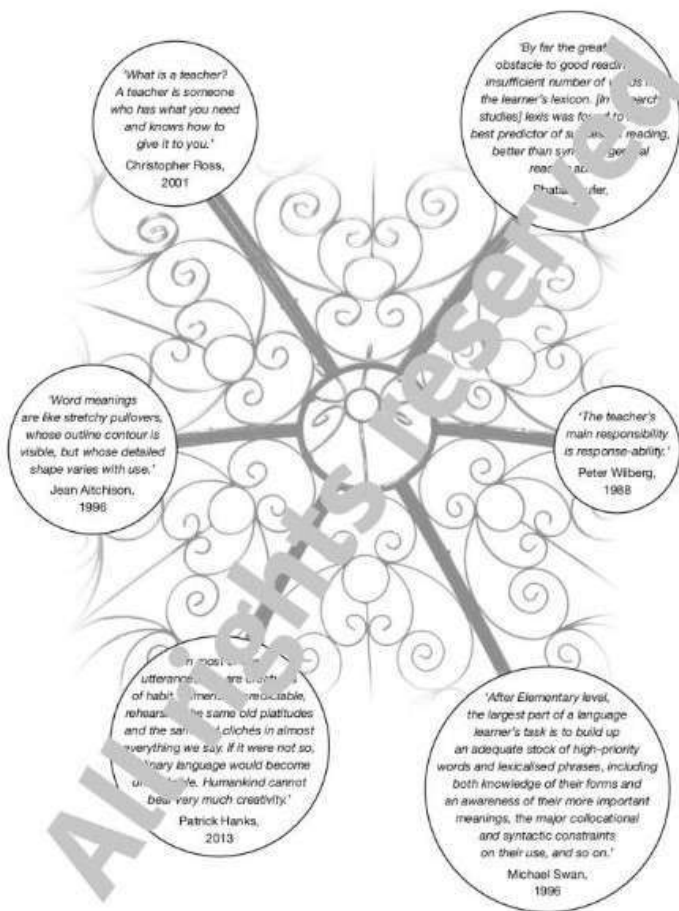 'What is a teacher?
A teacher is someone
who has what you need
and knows how to
give it to you.'
Christopher Ross,
2001
'By far the
obstacle to good
insufficient number of
the learner's lexicon. [In
studies] lexis was to
best predictor of reading,
better than

'Word meanings
are like stretchy pullovers,
whose outline contour is
visible, but whose detailed
shape varies with use.'
Jean Aitchison,
1996
'The teacher's
main responsibility
is response-ability.'
Peter Wilberg,
1988
most
are
of habit,
the same old platitudes
and the clichés in almost
everything we say. If it were not so,
language would become
Humankind cannot
bear very much creativity.'
Patrick Hanks,
2013
'After Elementary level,
the largest part of a language
learner's task is to build up
an adequate stock of high-priority
words and lexicalised phrases, including
both knowledge of their forms and
an awareness of their more important
meanings, the major collocational
and syntactic constraints
on their use, and so on.'
Michael Swan,
1996
All rights reserved